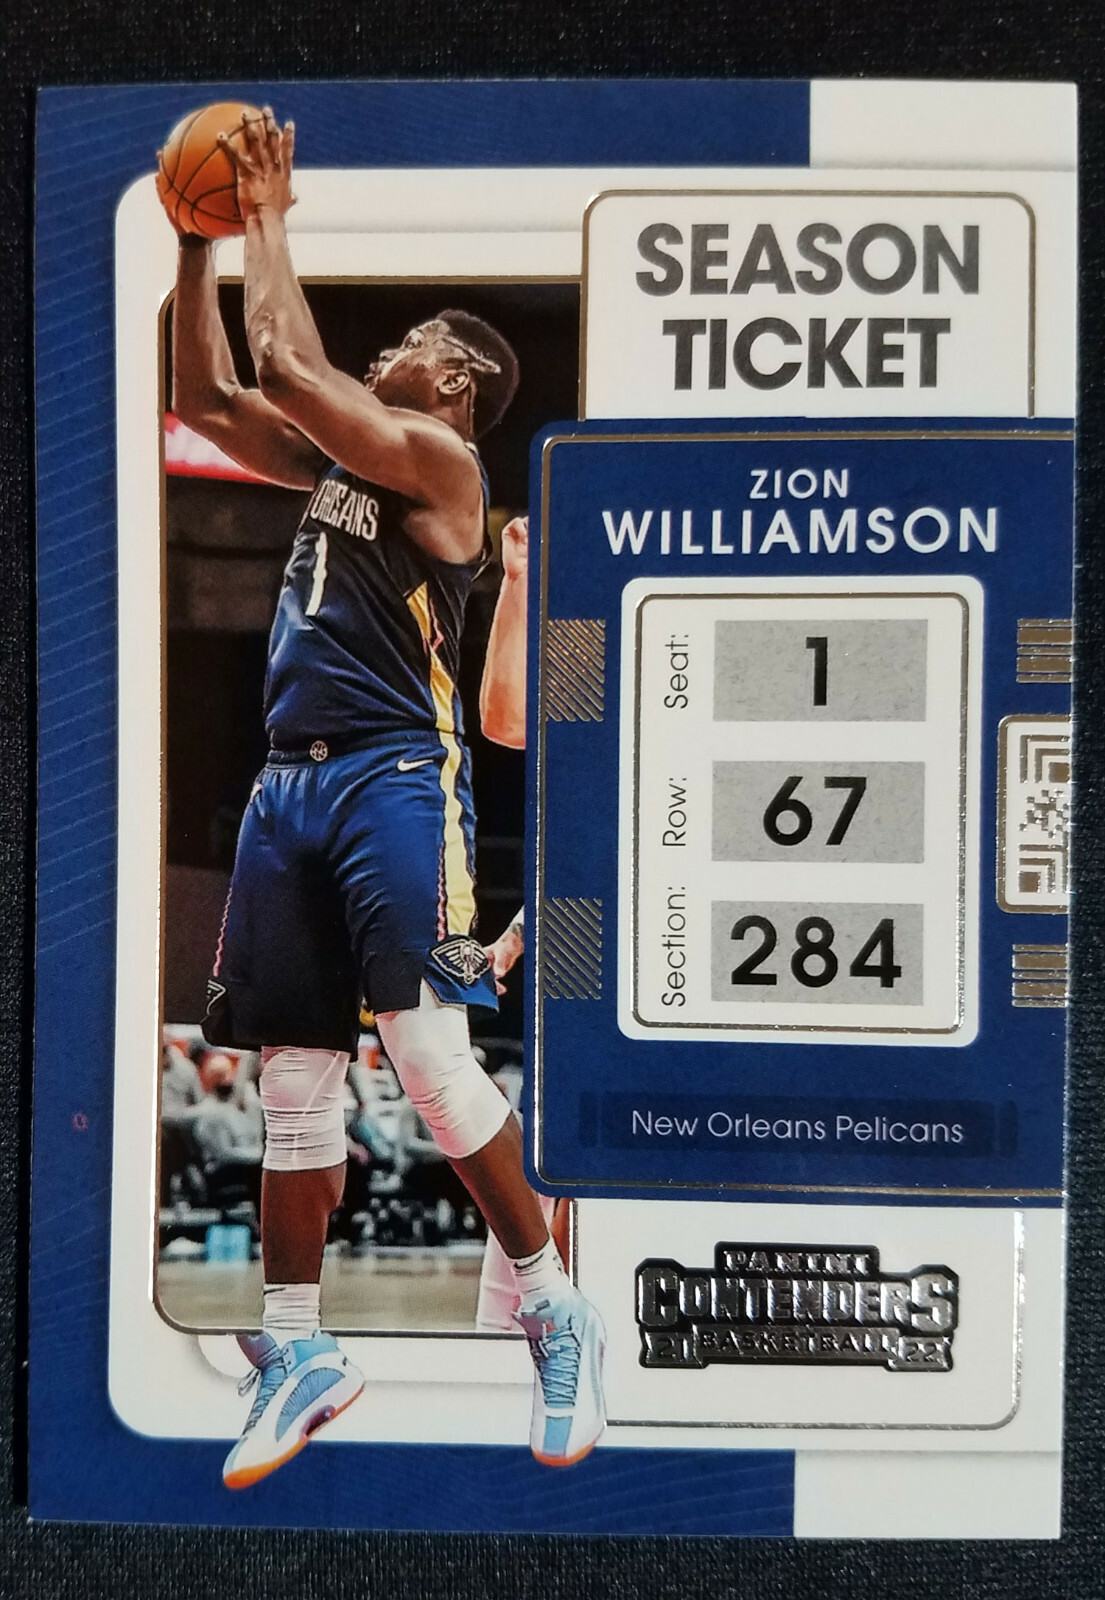 SEASON
TICKET
ZION
WILLIAMSON
Seat: 1
Row: 67
Section: 284
New Orleans Pelicans
ORLEANS
1
PANINI
CONTENDERS
21 BASKETBALL 22